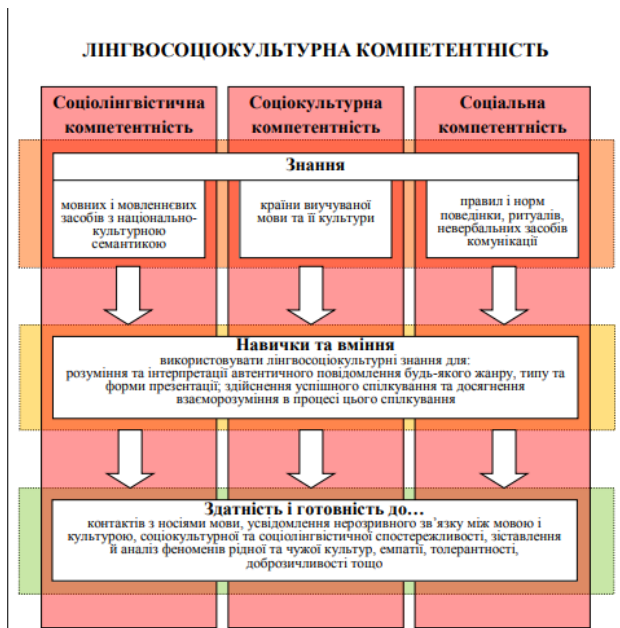 ЛІНГВОСОЦІОКУЛЬТУРНА КОМПЕТЕНТНІСТЬ
Соціолінгвістична
компетентність
Соціокультурна
компетентність
Соціальна
компетентність
Знання
мовних і мовленнєвих
засобів з національно-
культурною
семантикою
країни виучуваної
мови та її культури
правил і норм
поведінки, ритуалів,
невербальних засобів
комунікації
Навички та вміння
використовувати лінгвосоціокультурні знання для:
розуміння та інтерпретації автентичного повідомлення будь-якого жанру, типу та
форми презентації; здійснення успішного спілкування та досягнення
взаєморозуміння в процесі цього спілкування
Здатність і готовність до…
контактів з носіями мови, усвідомлення нерозривного зв’язку між мовою і
культурою, соціокультурної та соціолінгвістичної спостережливості, зіставлення
й аналіз феноменів рідної та чужої культур, емпатії, толерантності,
доброзичливості тощо